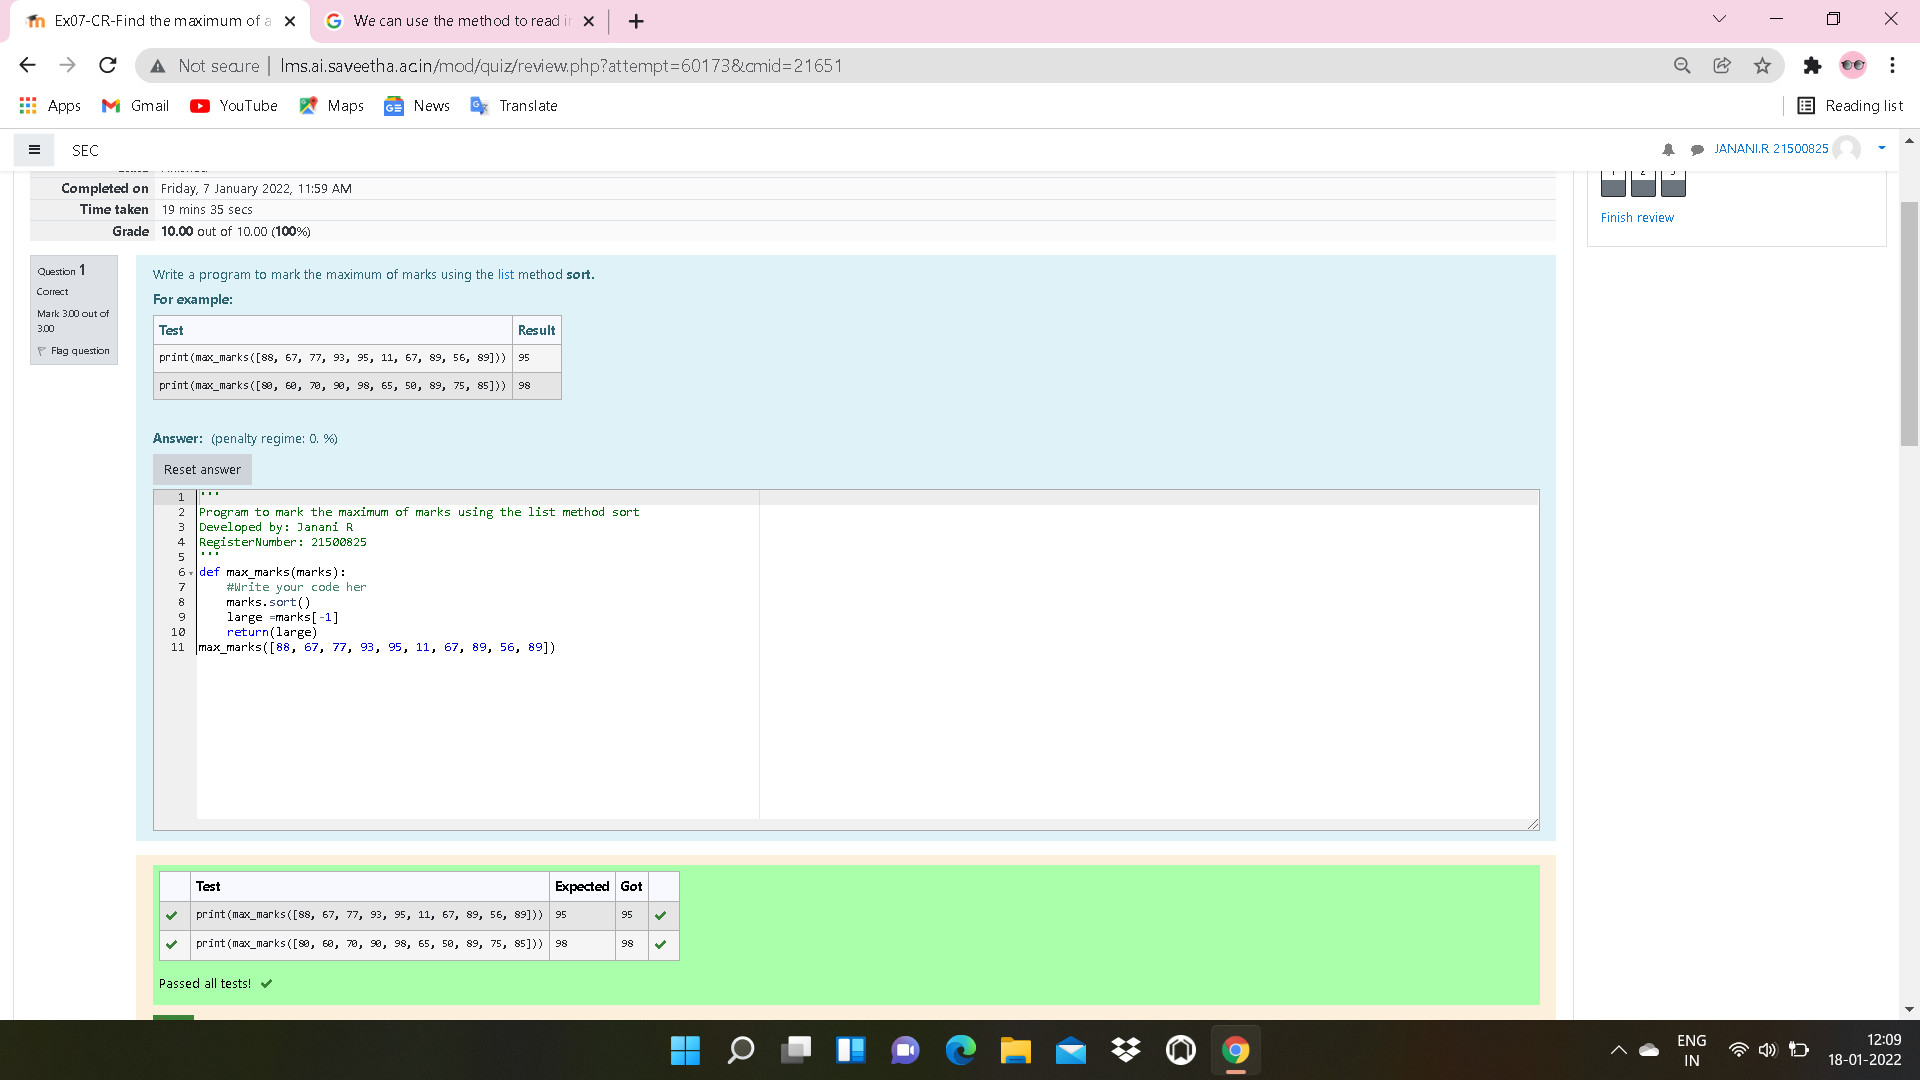 Ex07-CR-Find the maximum of a
We can use the method to read in
Not secure | lms.ai.saveetha.ac.in/mod/quiz/review.php?attempt=60173&cmid=21651
Apps Gmail YouTube Maps News Translate Reading list
SEC JANANI.R 21500825
Completed on Friday, 7 January 2022, 11:59 AM
Time taken 19 mins 35 secs
Grade 10.00 out of 10.00 (100%)
Finish review
Question 1
Correct
Mark 3.00 out of
3.00
Flag question
Write a program to mark the maximum of marks using the list method sort.
For example:
Test Result
print(max_marks([88, 67, 77, 93, 95, 11, 67, 89, 56, 89])) 95
print(max_marks([80, 60, 70, 90, 98, 65, 50, 89, 75, 85])) 98
Answer: (penalty regime: 0. %)
Reset answer
1 '''
2 Program to mark the maximum of marks using the list method sort
3 Developed by: Janani R
4 RegisterNumber: 21500825
5 '''
6 def max_marks(marks):
7 #Write your code her
8 marks.sort()
9 large =marks[-1]
10 return(large)
11 max_marks([88, 67, 77, 93, 95, 11, 67, 89, 56, 89])
Test Expected Got
print(max_marks([88, 67, 77, 93, 95, 11, 67, 89, 56, 89])) 95 95
print(max_marks([80, 60, 70, 90, 98, 65, 50, 89, 75, 85])) 98 98
Passed all tests!
ENG
IN
12:09
18-01-2022